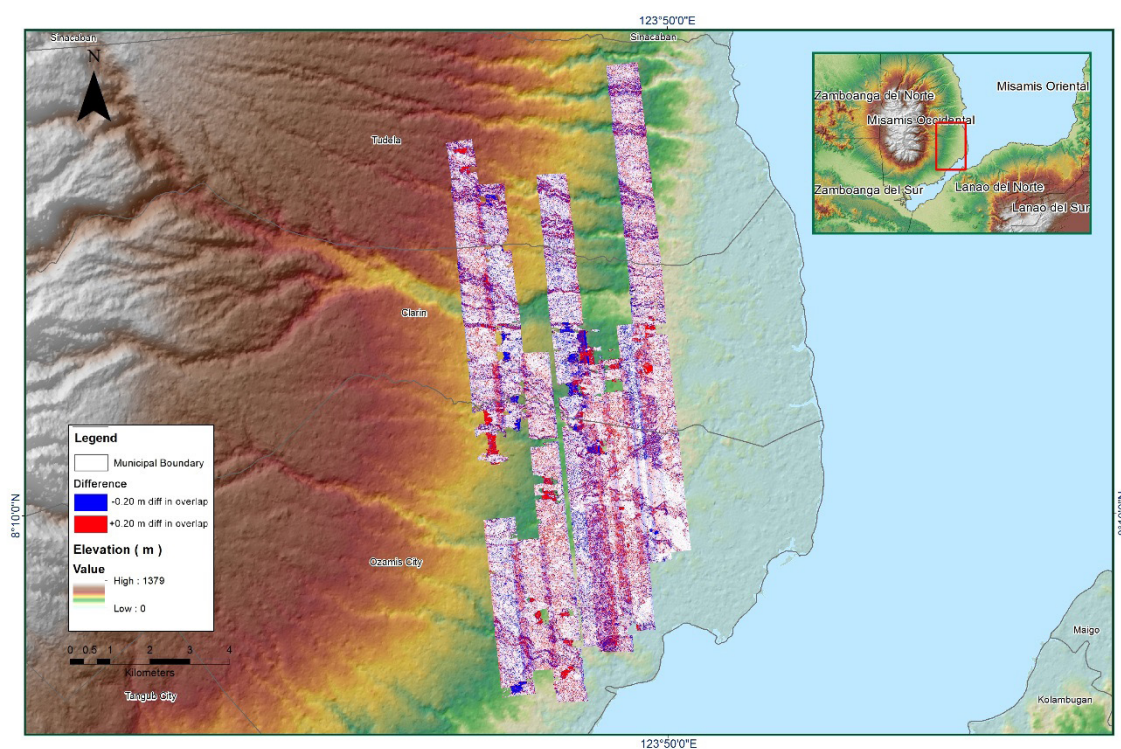 123°50'0"E
Sinacaban
Sinacaban
N
Zamboanga del Norte
Misamis Oriental
Misamis Occidental
Zamboanga del Sur
Lanao del Norte
Lanao del Sur
Tudela
Clarin
Legend
Municipal Boundary
Difference
-0.20 m diff in overlap
+0.20 m diff in overlap
Elevation ( m )
Value
High : 1379
Low : 0
8°10'0"N
Ozamis City
0 0.5 1 2 3 4
Kilometers
Tangub City
Maigo
Kolambugan
123°50'0"E